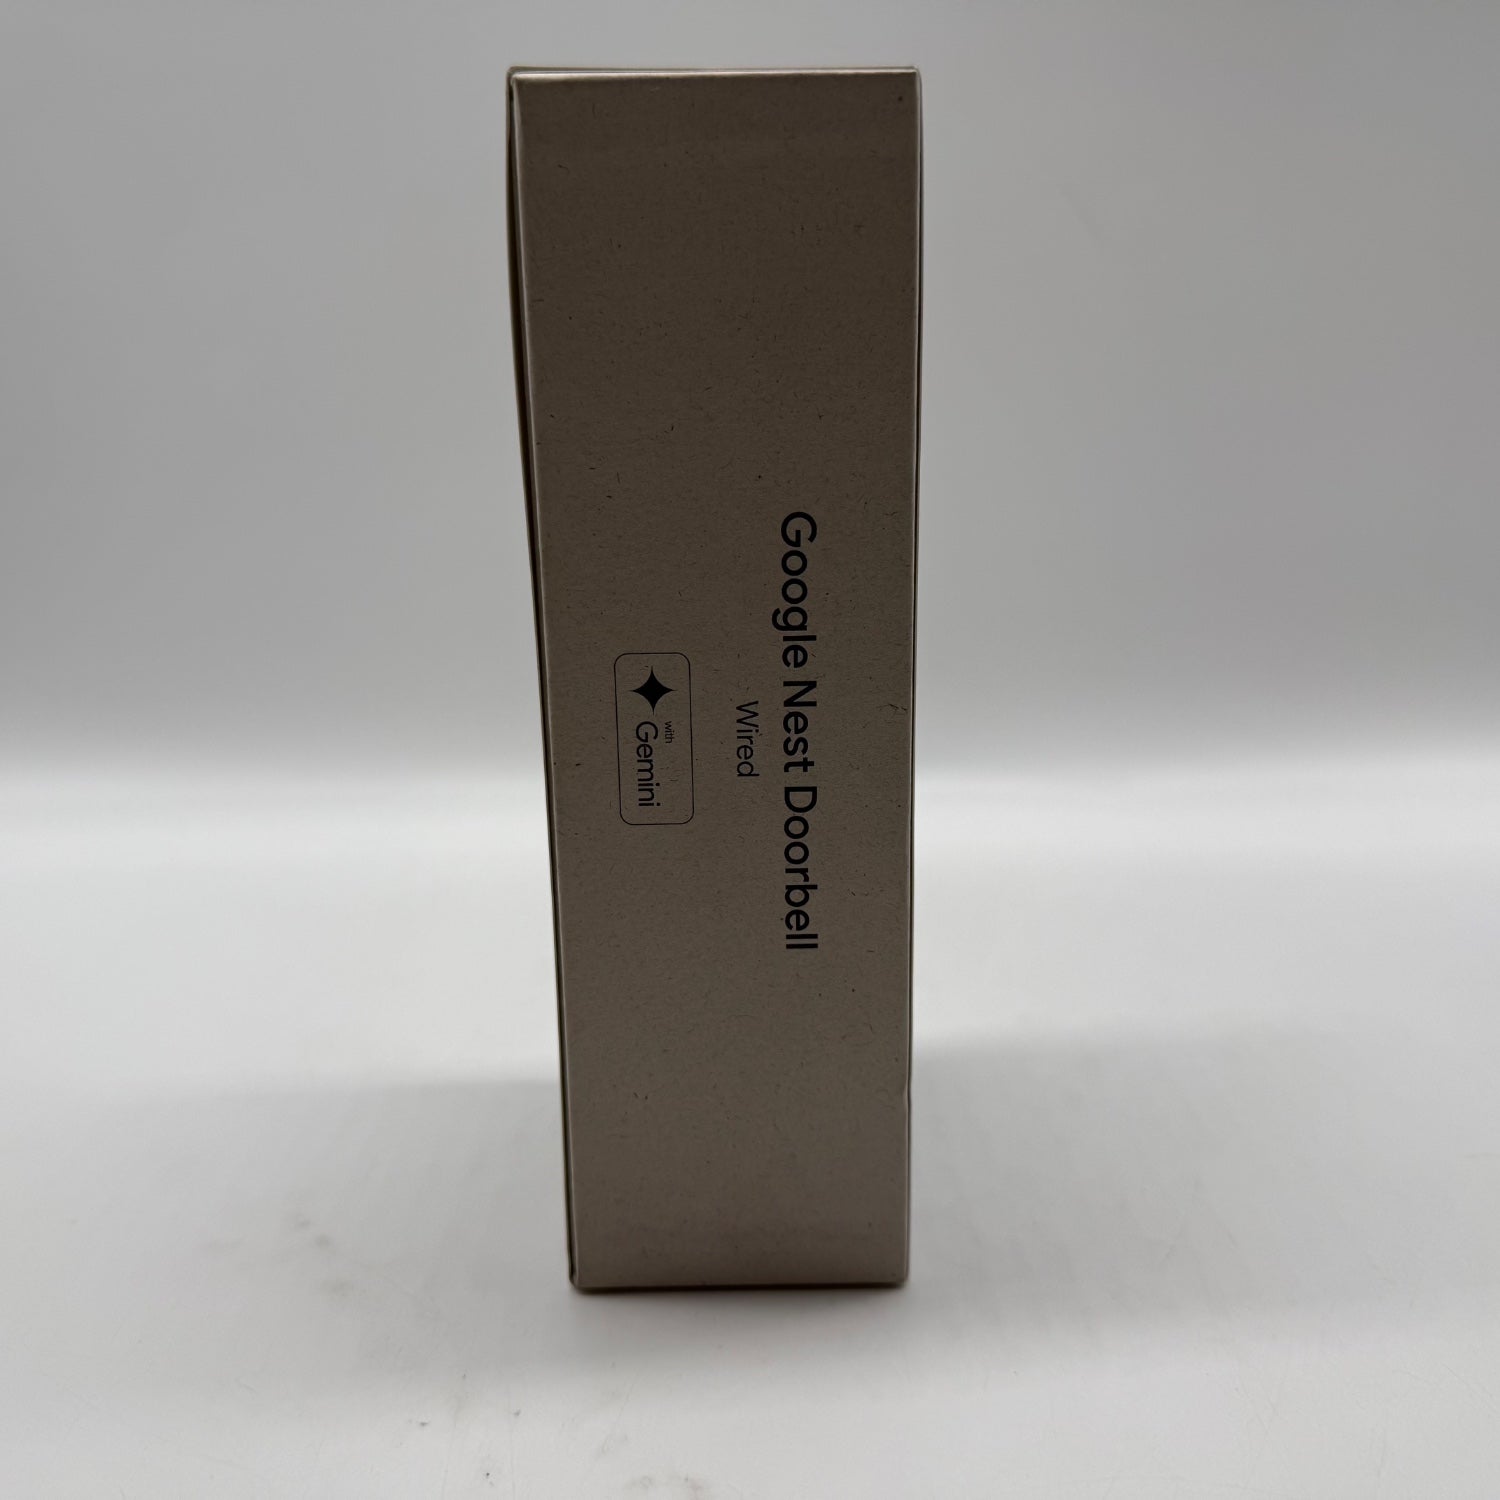 Google Nest Doorbell
Wired
with
Gemini